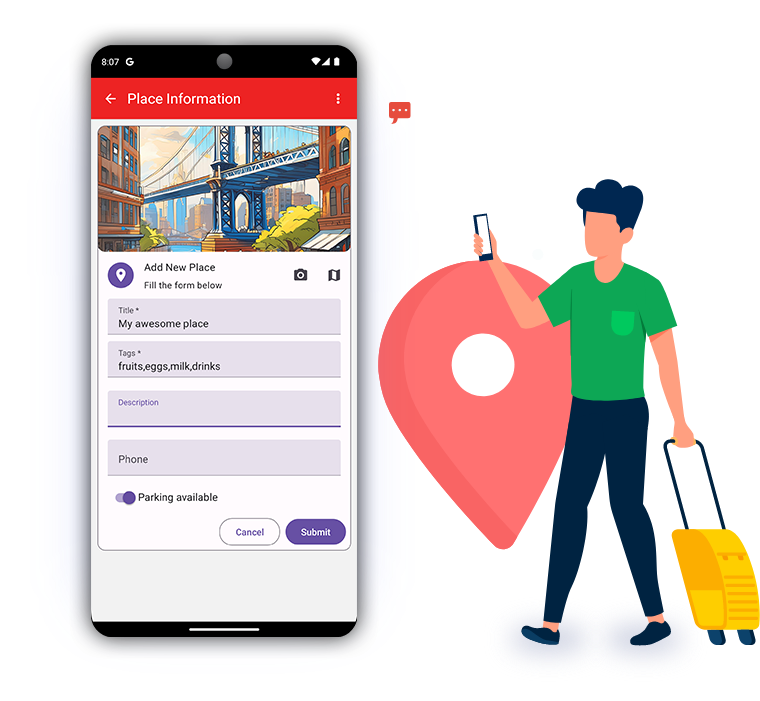 8:07 G
Place Information
Add New Place
Fill the form below
Title *
My awesome place
Tags *
fruits,eggs,milk,drinks
Description
Phone
Parking available
Cancel Submit